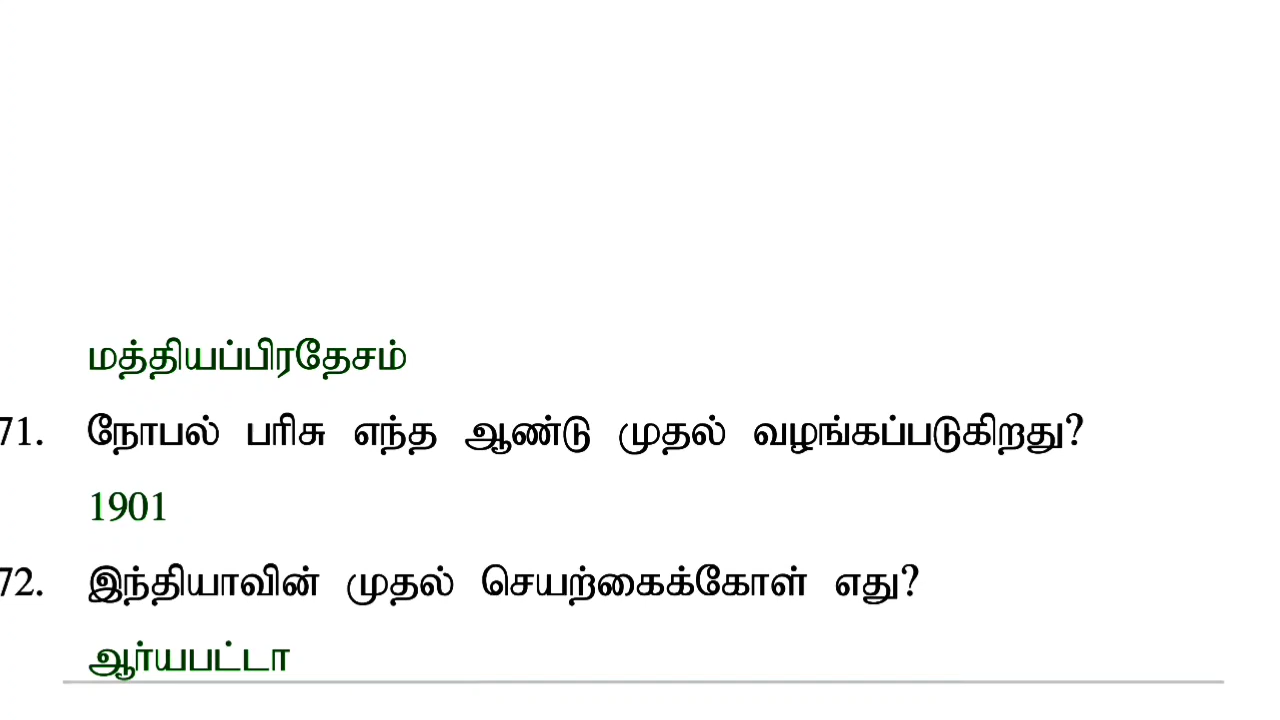 மத்தியப்பிரதேசம்
71. நோபல் பரிசு எந்த ஆண்டு முதல் வழங்கப்படுகிறது?
1901
72. இந்தியாவின் முதல் செயற்கைக்கோள் எது?
ஆர்யபட்டா